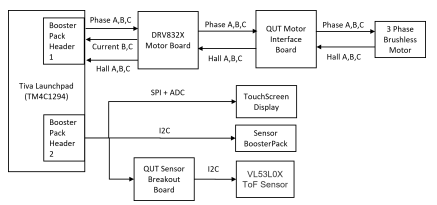 Booster
Pack
Header
1
Phase A,B,C
Current B,C
Hall A,B,C
DRV832X
Motor Board
Phase A,B,C
Hall A,B,C
QUT Motor
Interface
Board
Phase A,B,C
Hall A,B,C
3 Phase
Brushless
Motor
Tiva Launchpad
(TM4C1294)
Booster
Pack
Header
2
SPI + ADC
TouchScreen
Display
I2C
Sensor
BoosterPack
QUT Sensor
Breakout
Board
I2C
VL53L0X
ToF Sensor